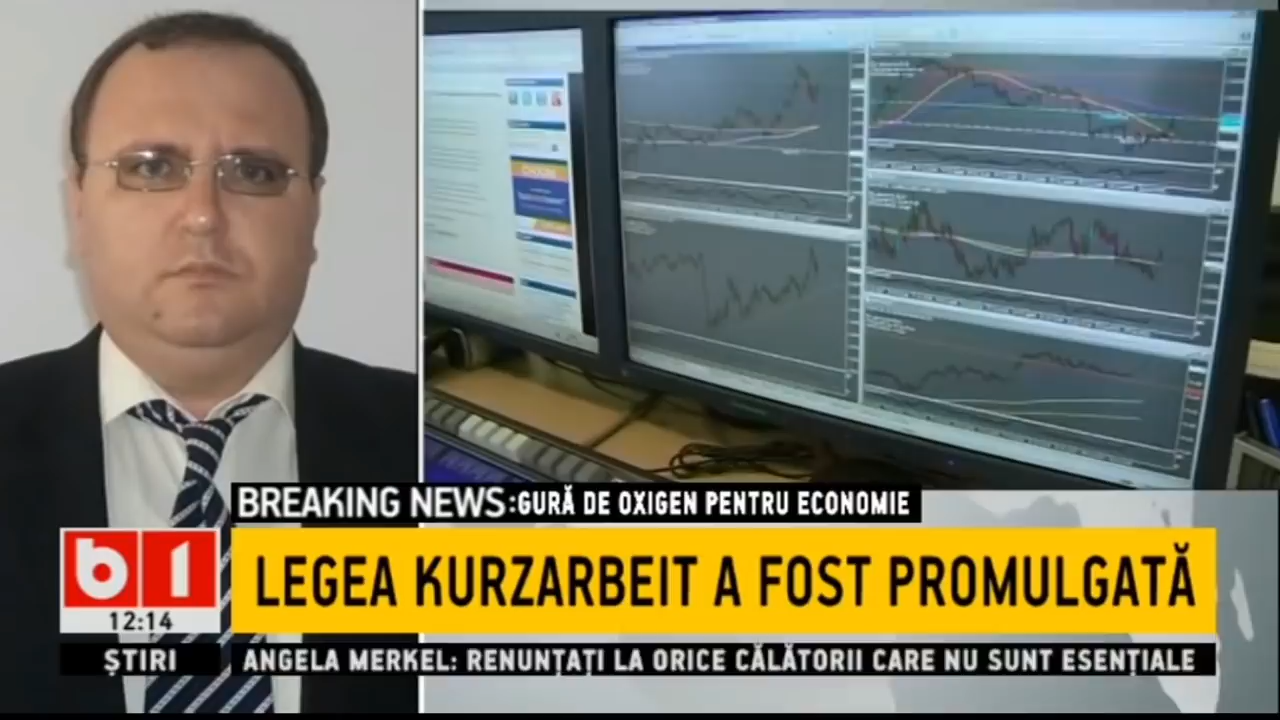 BREAKING NEWS:GURĂ DE OXIGEN PENTRU ECONOMIE
b1
LEGEA KURZARBEIT A FOST PROMULGATĂ
12:14
ȘTIRI
ANGELA MERKEL: RENUNȚAȚI LA ORICE CĂLĂTORII CARE NU SUNT ESENȚIALE